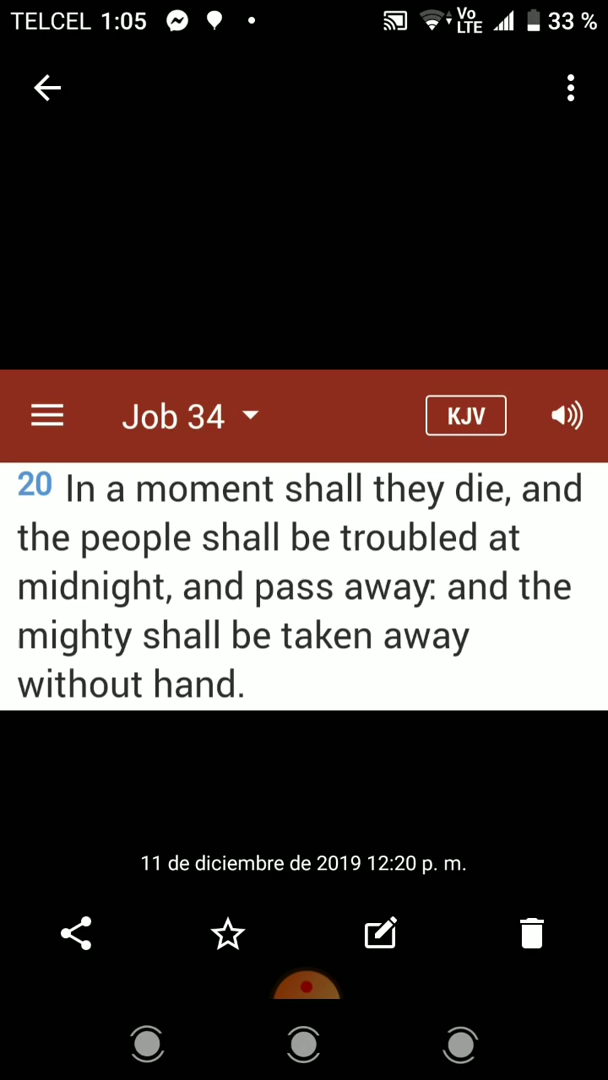 TELCEL 1:05 Vo LTE 33 %
Job 34 KJV
20 In a moment shall they die, and
the people shall be troubled at
midnight, and pass away: and the
mighty shall be taken away
without hand.
11 de diciembre de 2019 12:20 p. m.